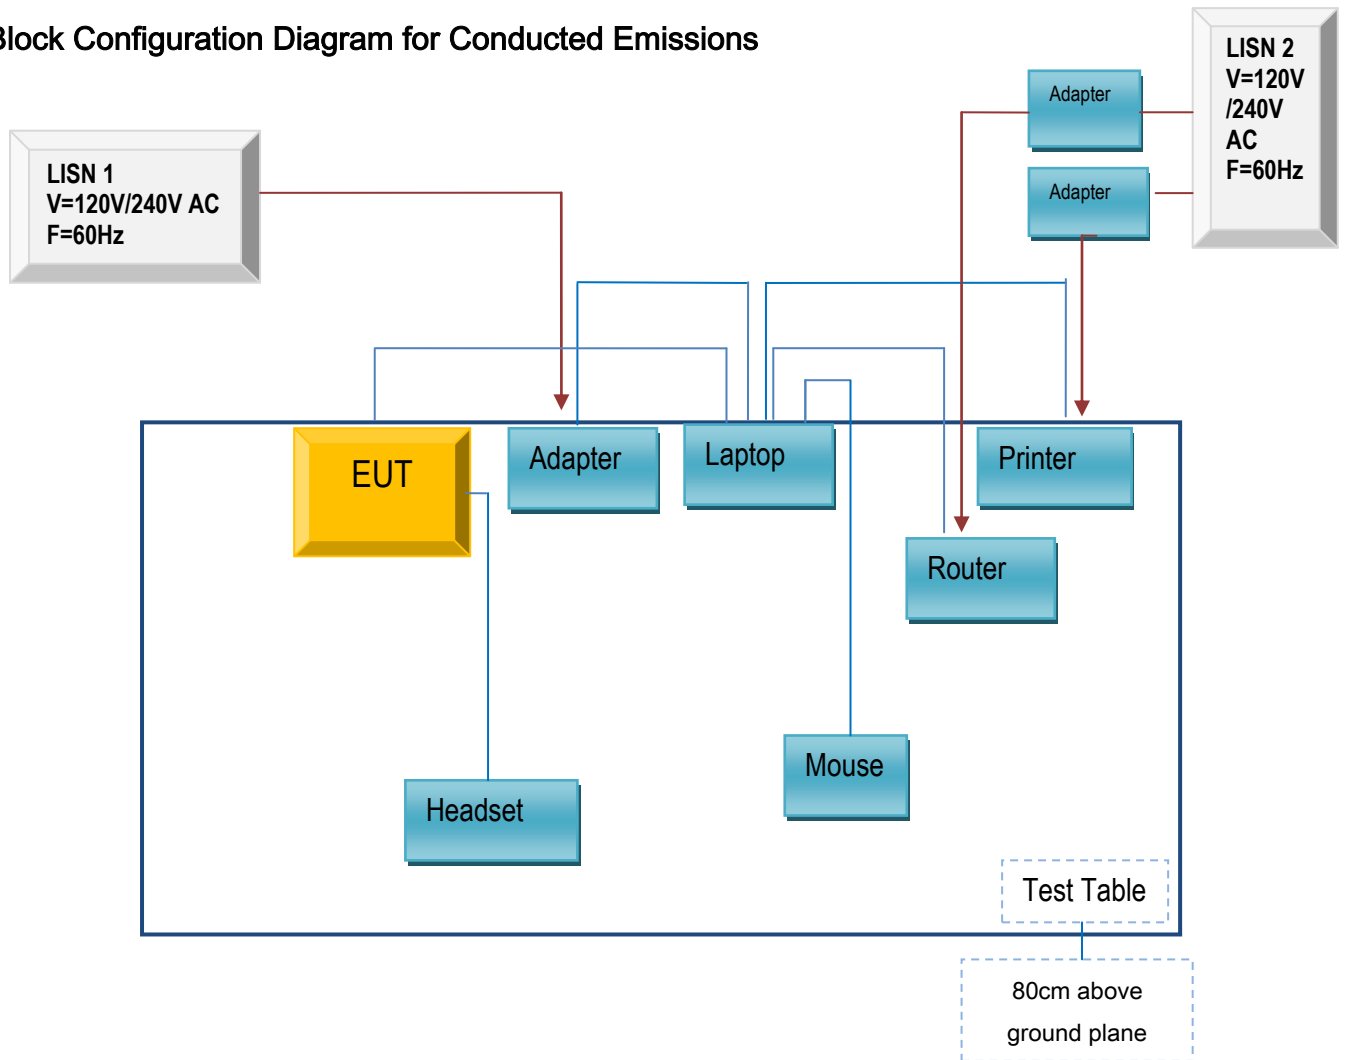 Block Configuration Diagram for Conducted Emissions
LISN 2
V=120V
/240V
AC
F=60Hz
Adapter
Adapter
LISN 1
V=120V/240V AC
F=60Hz
EUT
Adapter
Laptop
Printer
Router
Mouse
Headset
Test Table
80cm above
ground plane